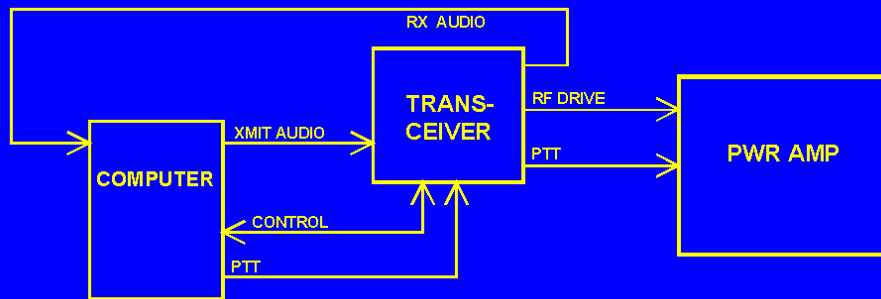 RX AUDIO
TRANS-
CEIVER
RF DRIVE
XMIT AUDIO
PTT
PWR AMP
COMPUTER
CONTROL
PTT